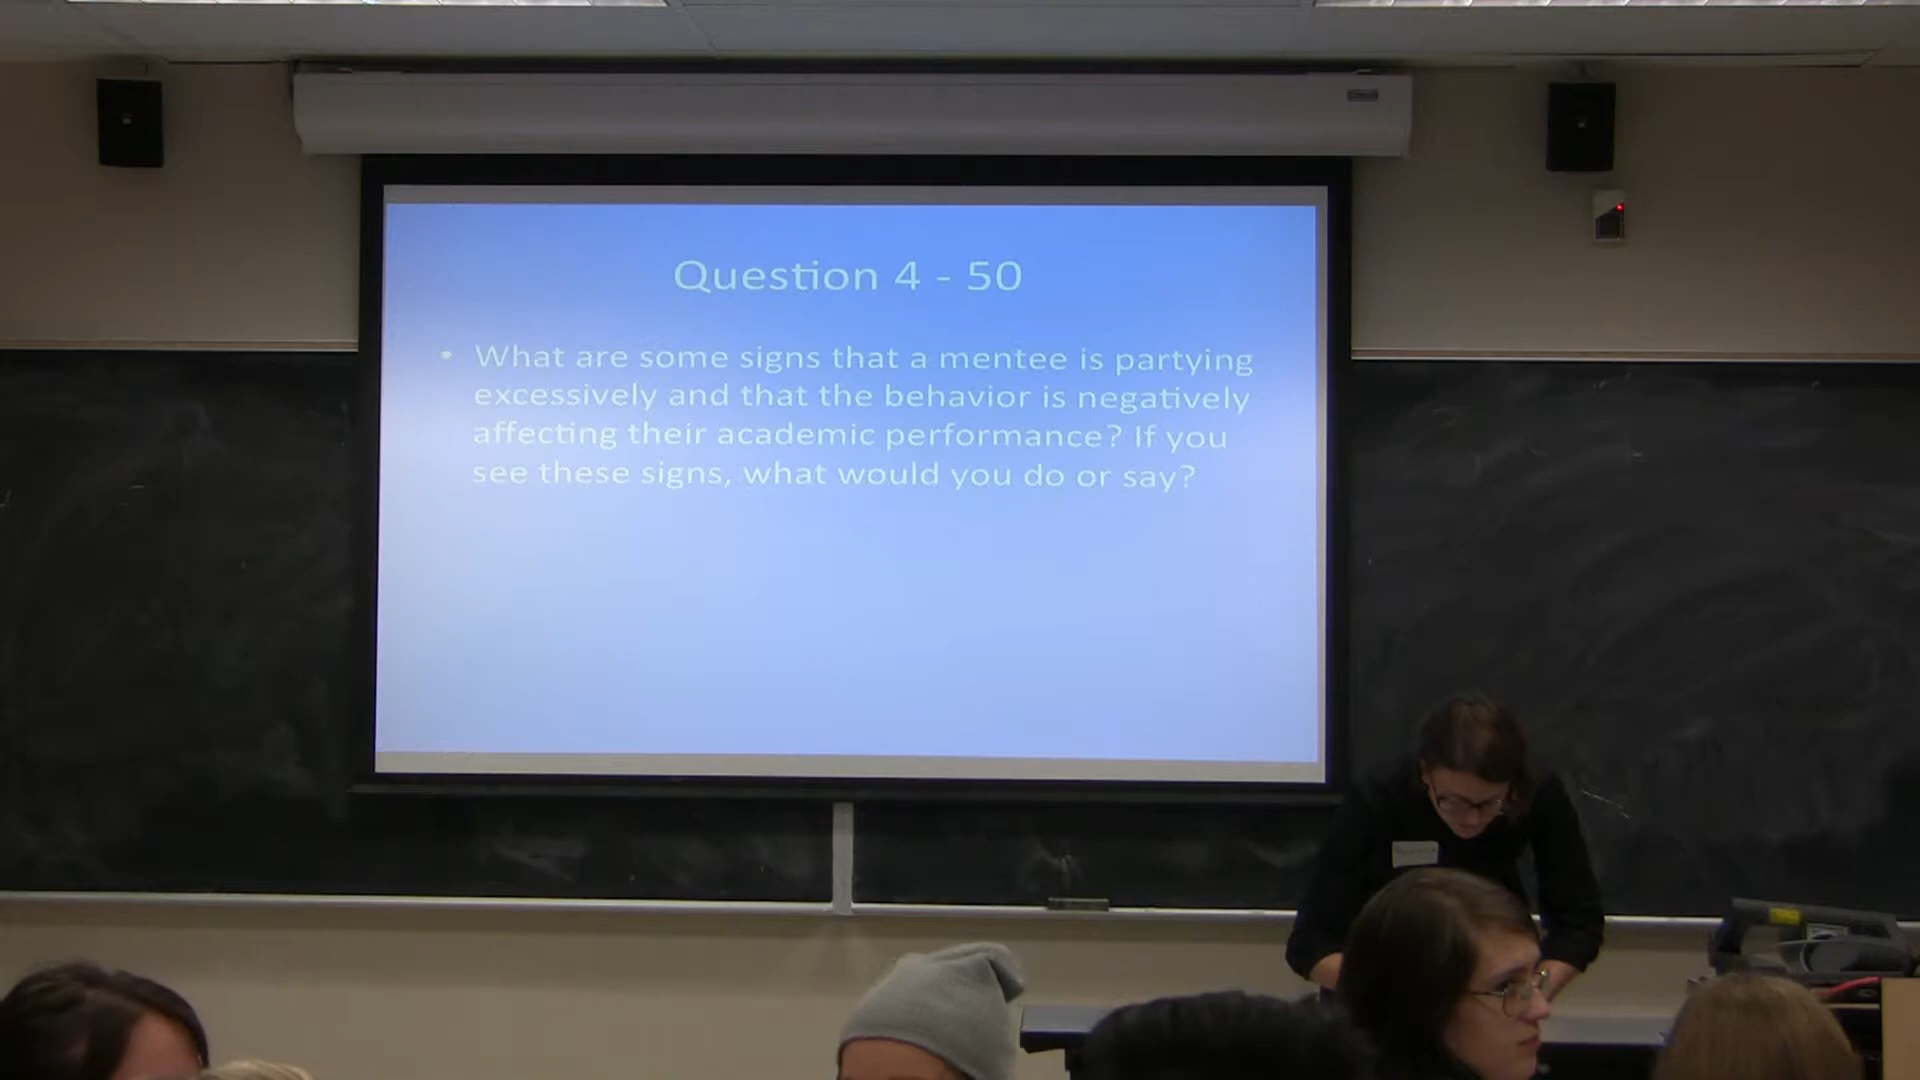 Question 4 - 50
• What are some signs that a mentee is partying
excessively and that the behavior is negatively
affecting their academic performance? If you
see these signs, what would you do or say?